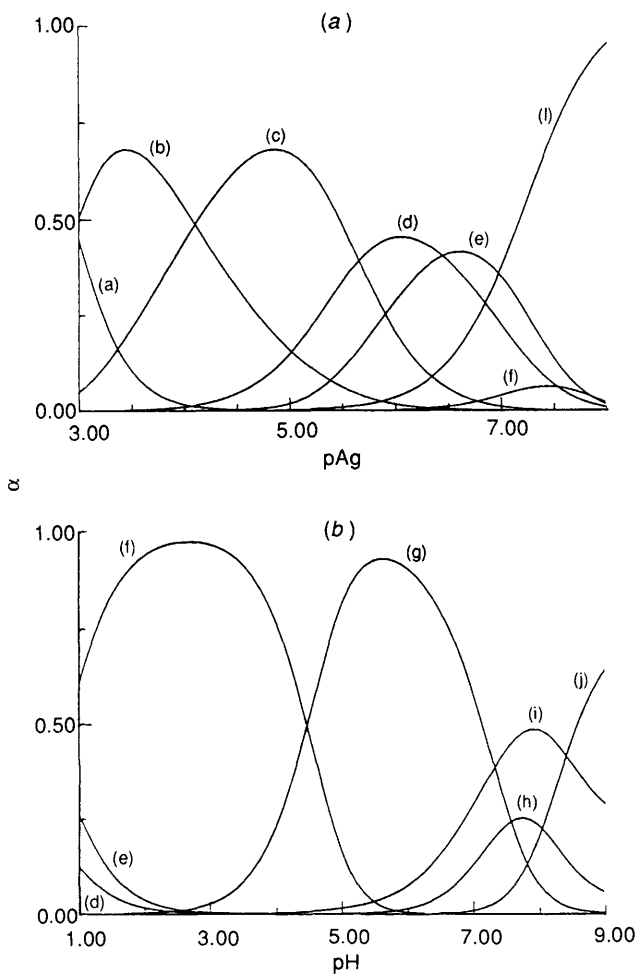 (a)
1.00
(l)
(b)
(c)
0.50
(d)
(e)
(a)
(f)
0.00
3.00 5.00 7.00
pAg
α
(b)
1.00
(f)
(g)
(j)
0.50
(i)
(h)
(e)
(d)
0.00
1.00 3.00 5.00 7.00 9.00
pH